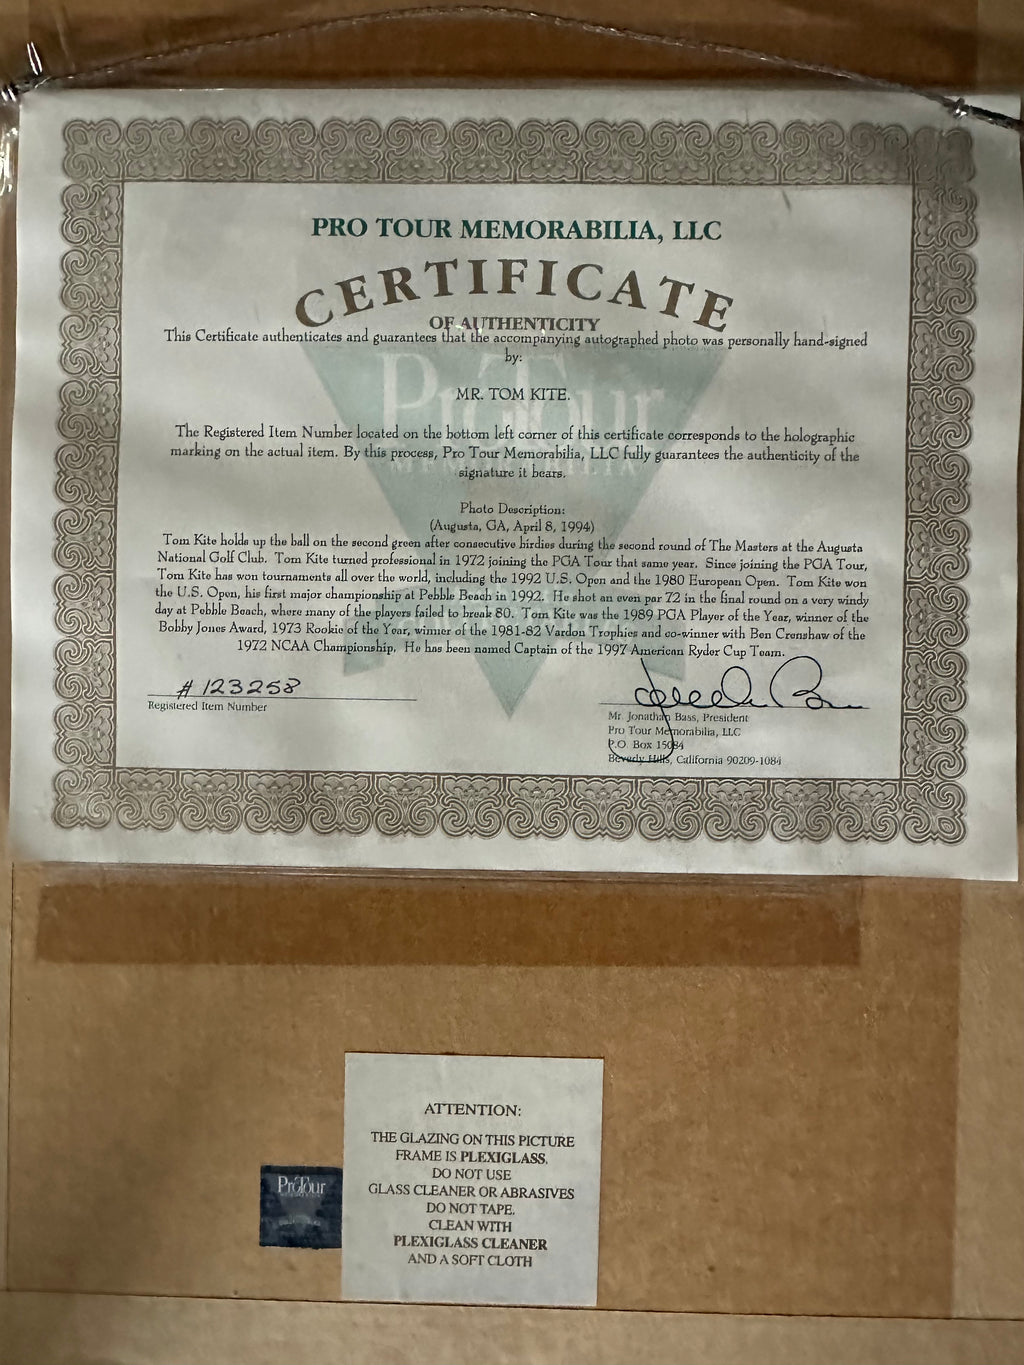 PRO TOUR MEMORABILIA, LLC
CERTIFICATE
OF AUTHENTICITY
This Certificate authenticates and guarantees that the accompanying autographed photo was personally hand-signed
by:
MR. TOM KITE.
The Registered Item Number located on the bottom left corner of this certificate corresponds to the holographic
marking on the actual item. By this process, Pro Tour Memorabilia, LLC fully guarantees the authenticity of the
signature it bears.
Photo Description:
(Augusta, GA, April 8, 1994)
Tom Kite holds up the ball on the second green after consecutive birdies during the second round of The Masters at the Augusta
National Golf Club. Tom Kite turned professional in 1972 joining the PGA Tour that same year. Since joining the PGA Tour,
Tom Kite has won tournaments all over the world, including the 1992 U.S. Open and the 1980 European Open. Tom Kite won
the U.S. Open, his first major championship at Pebble Beach in 1992. He shot an even par 72 in the final round on a very windy
day at Pebble Beach, where many of the players failed to break 80. Tom Kite was the 1989 PGA Player of the Year, winner of the
Bobby Jones Award, 1973 Rookie of the Year, winner of the 1981-82 Vardon Trophies and co-winner with Ben Crenshaw of the
1972 NCAA Championship. He has been named Captain of the 1997 American Ryder Cup Team.
# 123258
Registered Item Number
Mr. Jonathan Bass, President
Pro Tour Memorabilia, LLC
P.O. Box 15084
Beverly Hills, California 90209-1084
ProTour
ProTour
ATTENTION:
THE GLAZING ON THIS PICTURE
FRAME IS PLEXIGLASS.
DO NOT USE
GLASS CLEANER OR ABRASIVES
DO NOT TAPE.
CLEAN WITH
PLEXIGLASS CLEANER
AND A SOFT CLOTH